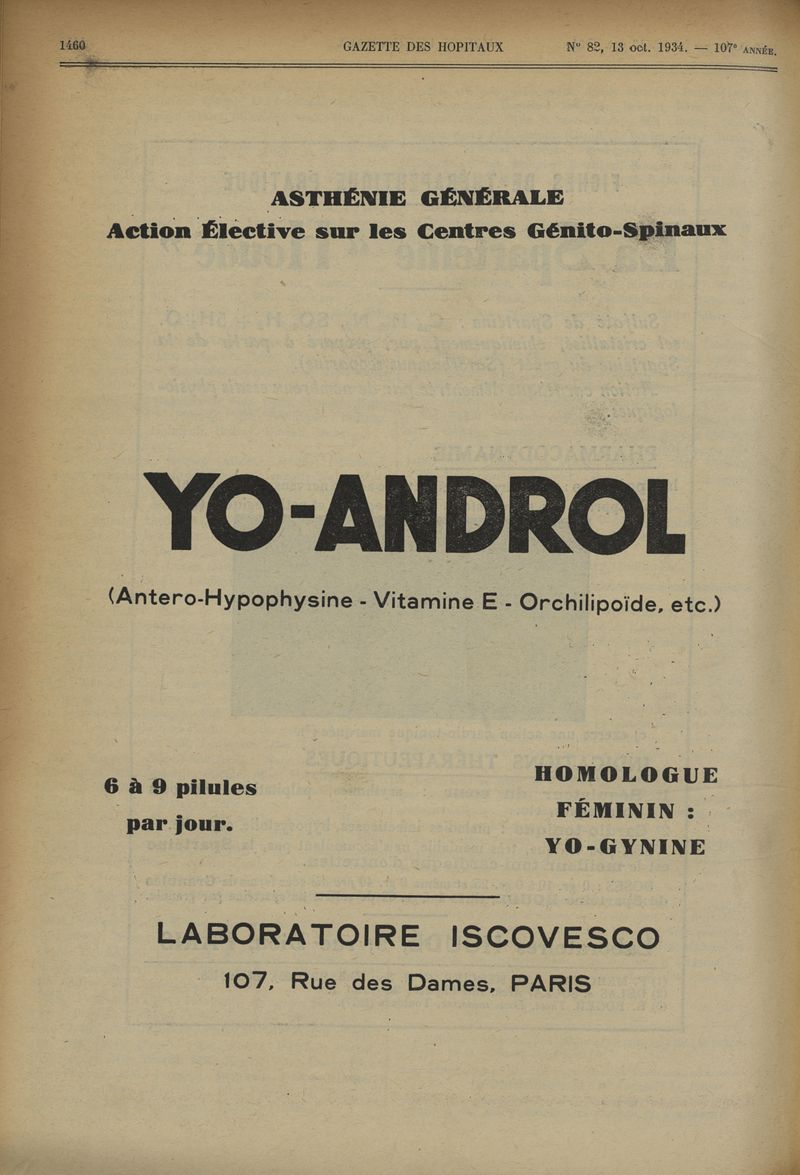 1460 GAZETTE DES HOPITAUX N° 82, 13 oct. 1934. — 107e ANNÉE.
ASTHÉNIE GÉNÉRALE
Action Élective sur les Centres Génito-Spinaux
YO-ANDROL
(Antero-Hypophysine - Vitamine E - Orchilipoïde, etc.)
6 à 9 pilules
par jour.
HOMOLOGUE
FÉMININ :
YO-GYNINE
LABORATOIRE ISCOVESCO
107, Rue des Dames, PARIS